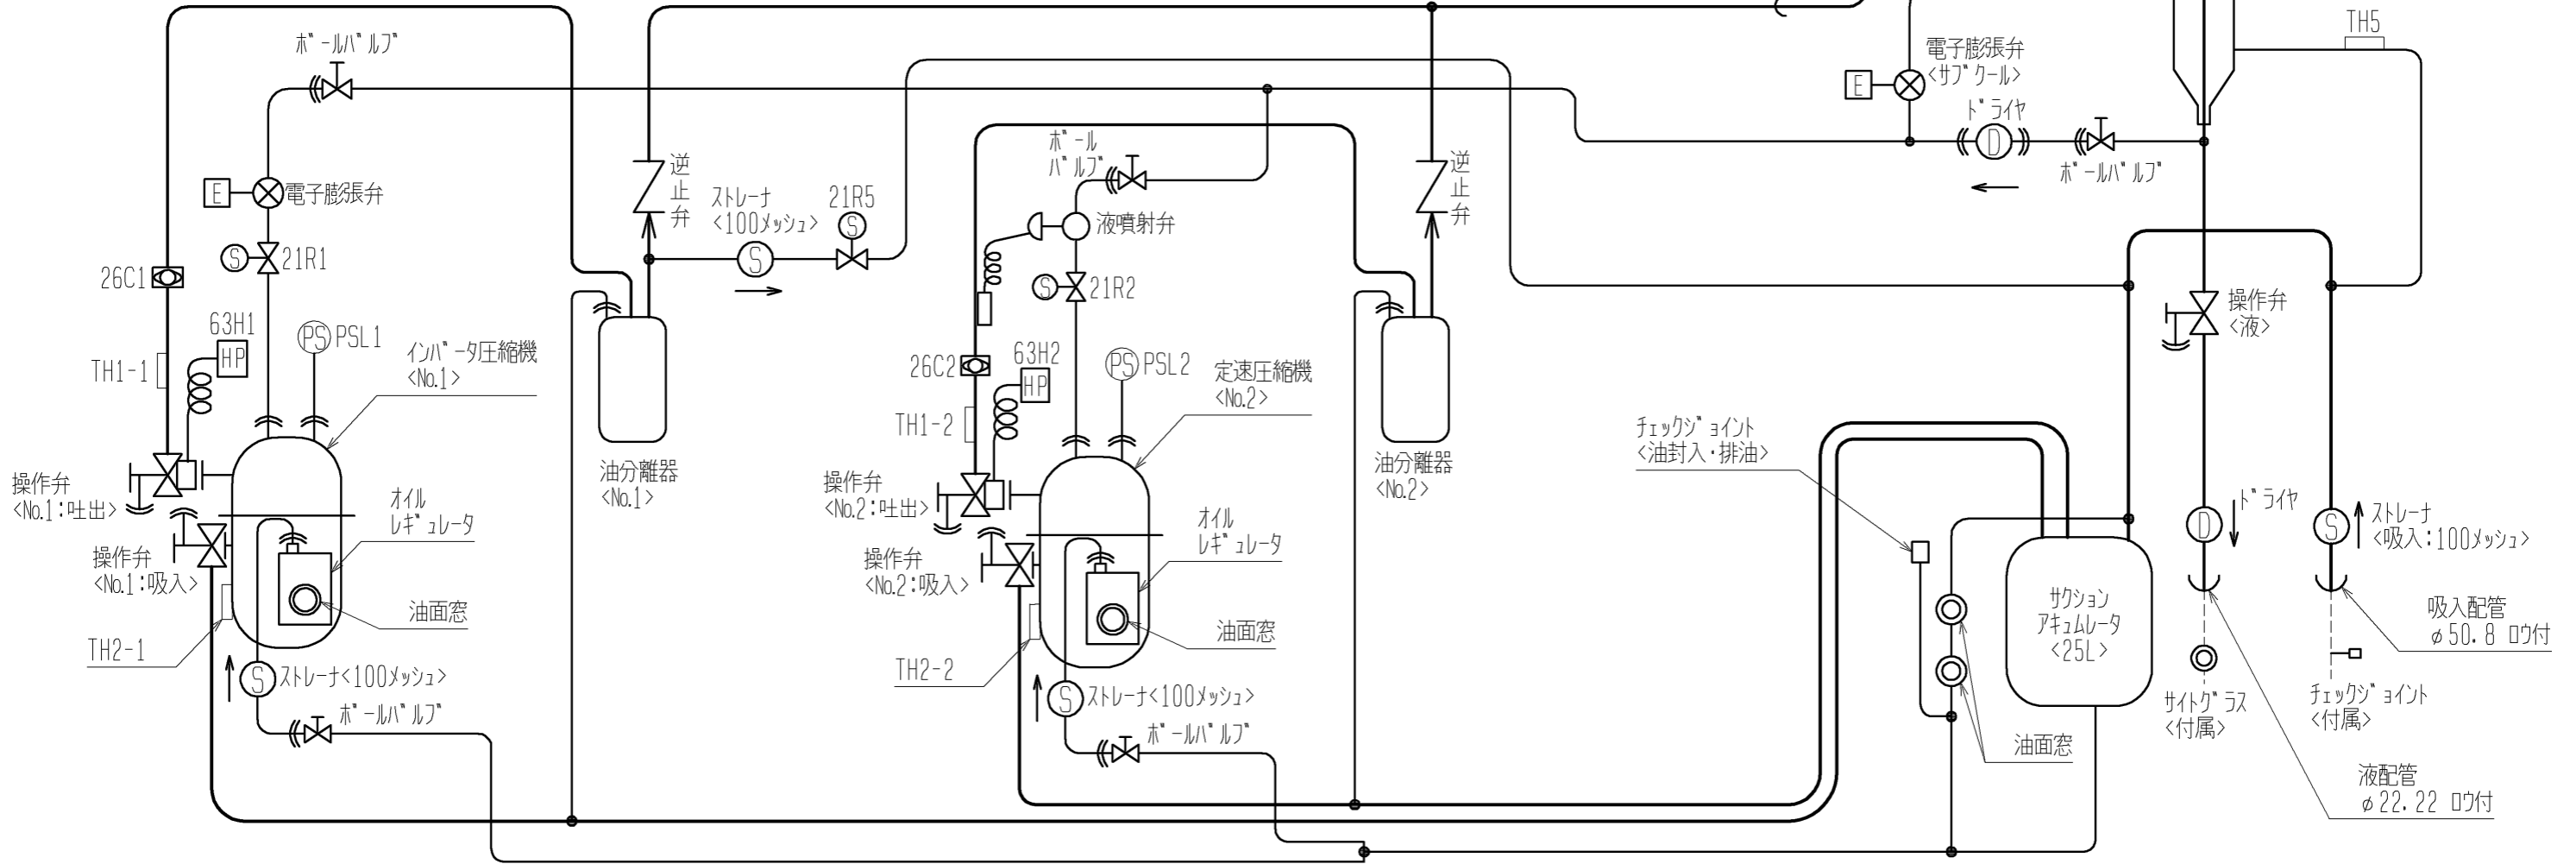 ボールバルブ
TH5
電子膨張弁
<サブクール>
E
ドライヤ
D
ボールバルブ
ボール
バルブ
E
電子膨張弁
逆
止
弁
逆
止
弁
ストレーナ
<100メッシュ>
21R5
S
S
液噴射弁
S
21R1
26C1
S
21R2
操作弁
<液>
63H1
HP
PS
PSL1
インバータ圧縮機
<No.1>
TH1-1
26C2
63H2
HP
PS
PSL2
定速圧縮機
<No.2>
TH1-2
チェックジョイント
<油封入・排油>
油分離器
<No.1>
油分離器
<No.2>
操作弁
<No.1:吐出>
オイル
レギュレータ
操作弁
<No.2:吐出>
オイル
レギュレータ
操作弁
<No.1:吸入>
操作弁
<No.2:吸入>
D
ドライヤ
S
ストレーナ
<吸入:100メッシュ>
油面窓
油面窓
サクション
アキュムレータ
<25L>
吸入配管
φ50.8 ロウ付
TH2-1
TH2-2
S
ストレーナ<100メッシュ>
S
ストレーナ<100メッシュ>
ボールバルブ
ボールバルブ
サイトグラス
<付属>
チェックジョイント
<付属>
油面窓
液配管
φ22.22 ロウ付